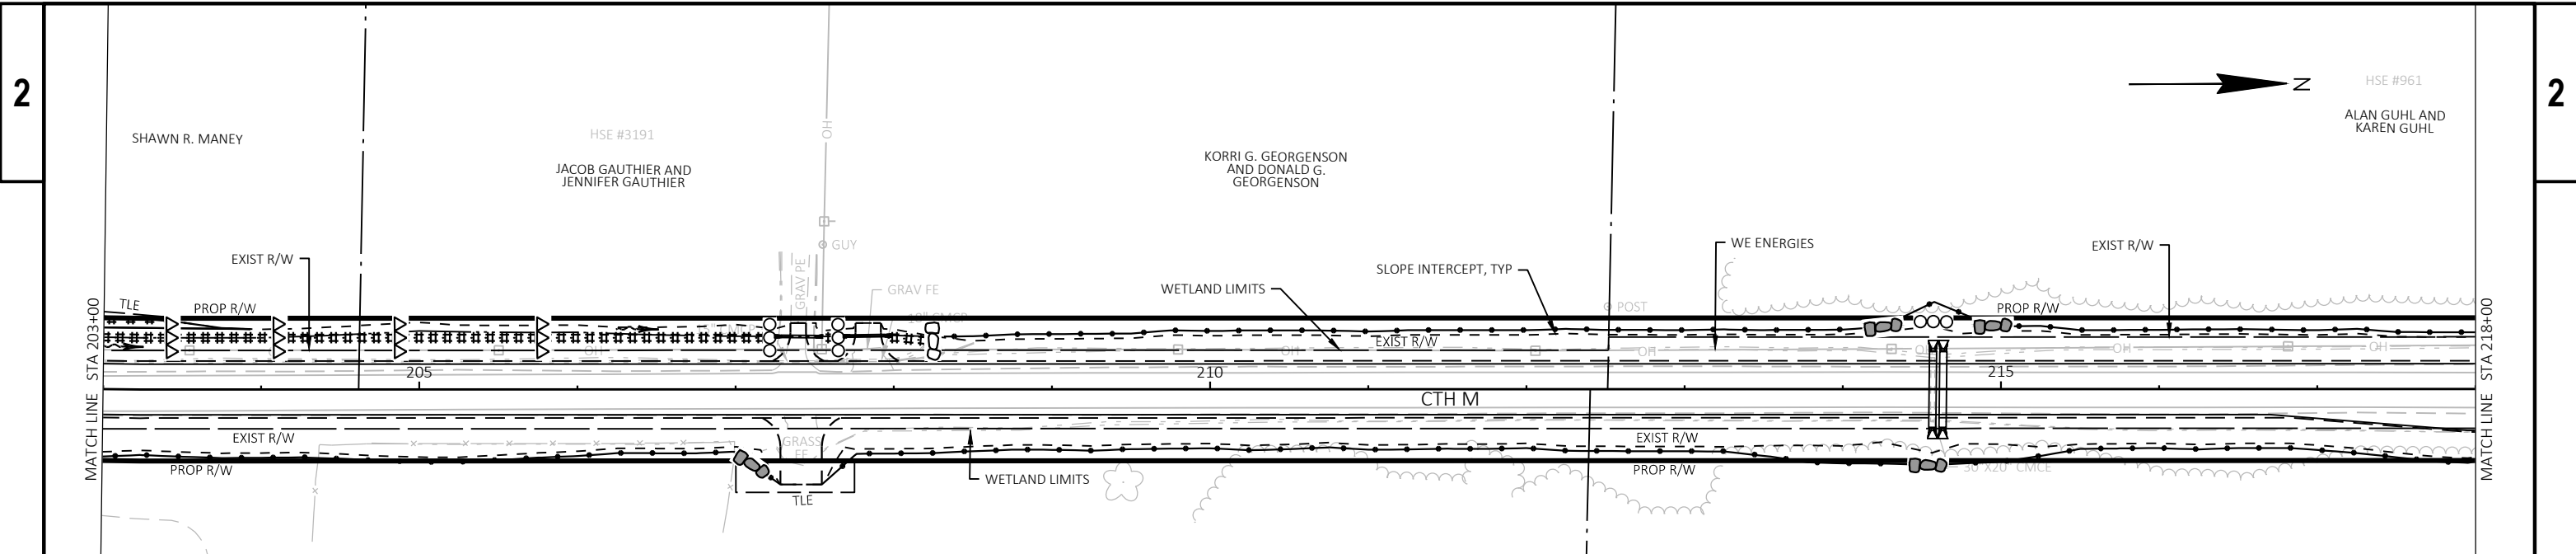 2
2
N
HSE #961
ALAN GUHL AND
KAREN GUHL
SHAWN R. MANEY
HSE #3191
JACOB GAUTHIER AND
JENNIFER GAUTHIER
OH
KORRI G. GEORGENSON
AND DONALD G.
GEORGENSON
GUY
WE ENERGIES
EXIST R/W
EXIST R/W
SLOPE INTERCEPT, TYP
WETLAND LIMITS
GRAV PE
GRAV FE
TLE
PROP R/W
POST
PROP R/W
EXIST R/W
OH
OH
OH
OH
OH
205
210
215
MATCH LINE STA 203+00
MATCH LINE STA 218+00
CTH M
EXIST R/W
GRASS
FE
EXIST R/W
PROP R/W
PROP R/W
WETLAND LIMITS
TLE